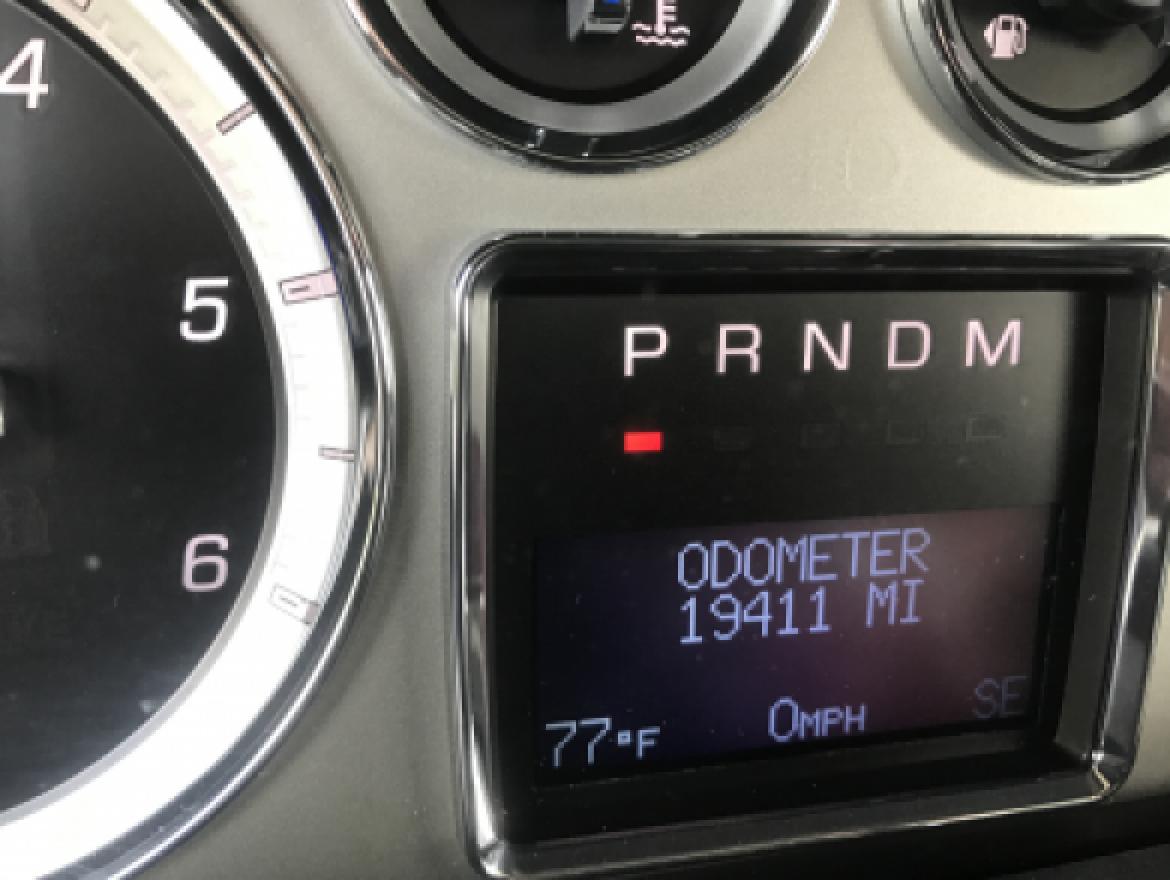 4
5
6
P R N D M
ODOMETER
19411 MI
0MPH
SE
77°F